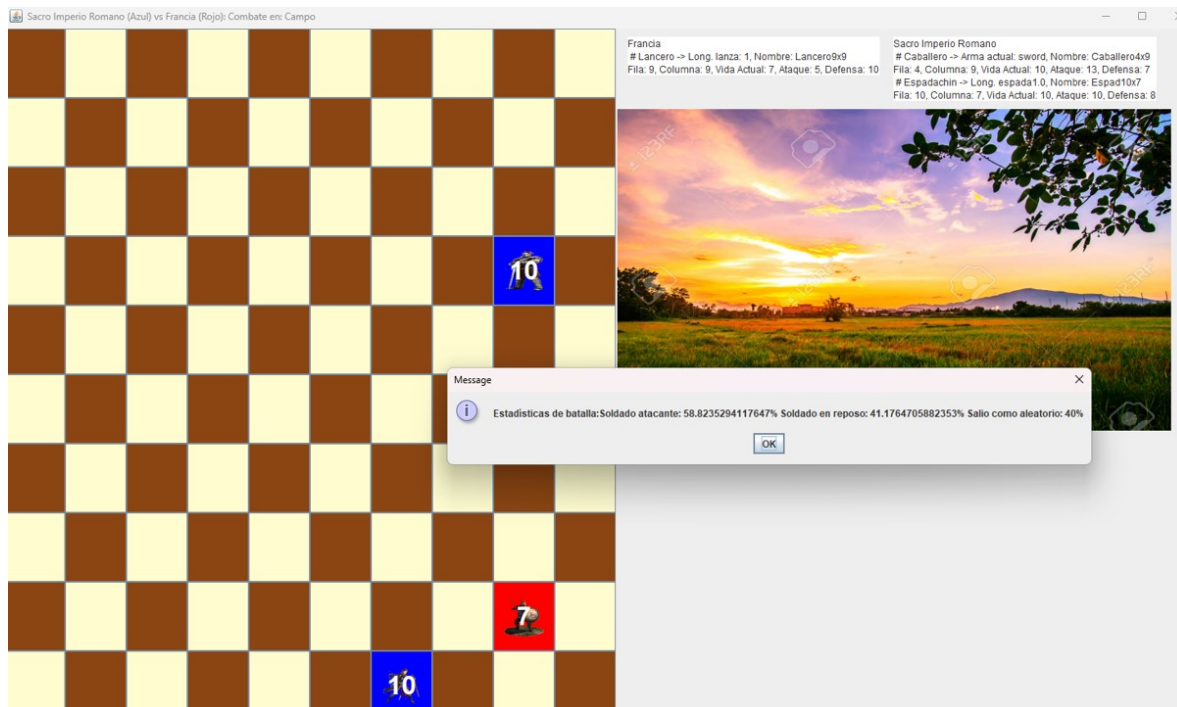 Sacro Imperio Romano (Azul) vs Francia (Rojo): Combate en: Campo
Francia
# Lancero -> Long. lanza: 1, Nombre: Lancero9x9
Fila: 9, Columna: 9, Vida Actual: 7, Ataque: 5, Defensa: 10
Sacro Imperio Romano
# Caballero -> Arma actual: sword, Nombre: Caballero4x9
Fila: 4, Columna: 9, Vida Actual: 10, Ataque: 13, Defensa: 7
# Espadachin -> Long. espada1.0, Nombre: Espad10x7
Fila: 10, Columna: 7, Vida Actual: 10, Ataque: 10, Defensa: 8
123RF
123RF
10
Message
Estadisticas de batalla:Soldado atacante: 58.8235294117647% Soldado en reposo: 41.1764705882353% Salio como aleatorio: 40%
OK
7
10